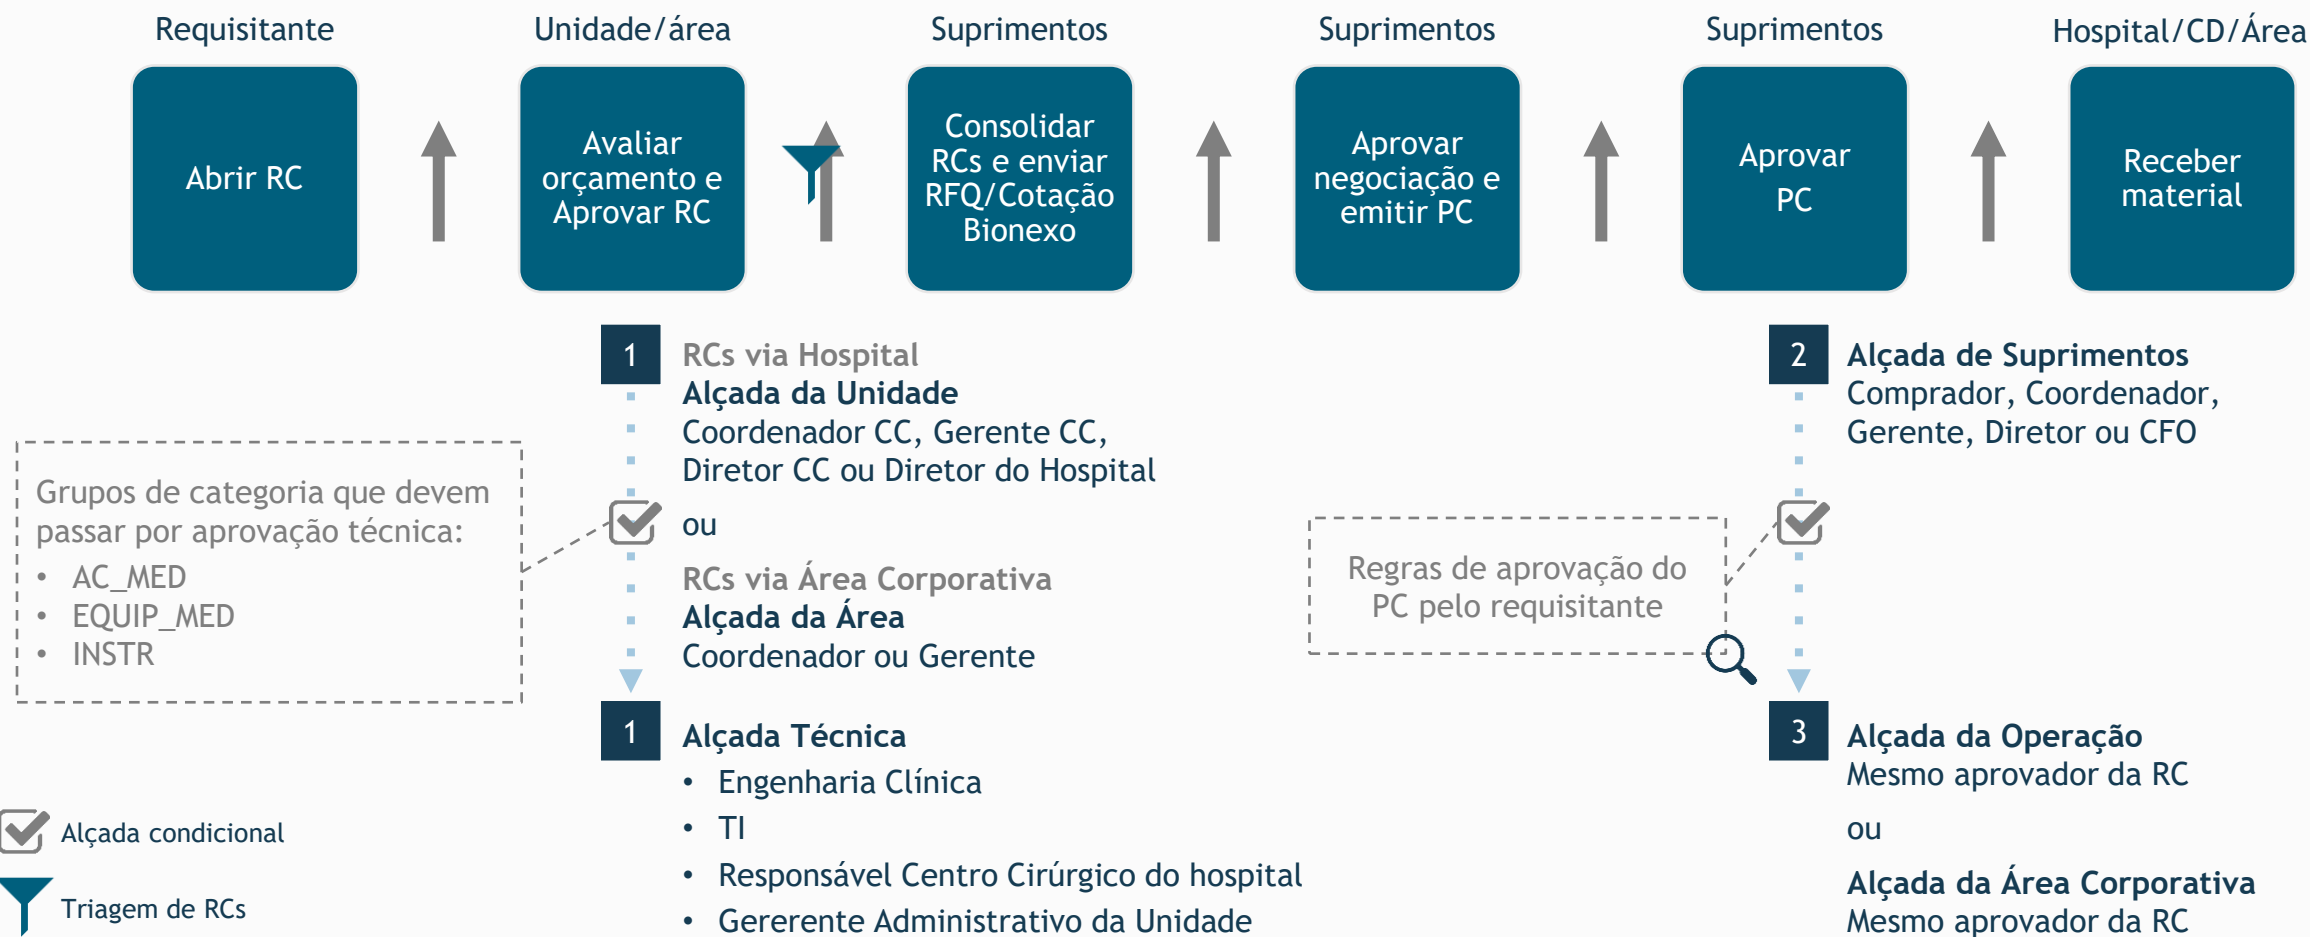 Requisitante
Unidade/área
Suprimentos
Suprimentos
Suprimentos
Hospital/CD/Área
Abrir RC
Avaliar
orçamento e
Aprovar RC
Consolidar
RCs e enviar
RFQ/Cotação
Bionexo
Aprovar
negociação e
emitir PC
Aprovar
PC
Receber
material
1
RCs via Hospital
Alçada da Unidade
Coordenador CC, Gerente CC,
Diretor CC ou Diretor do Hospital
ou
RCs via Área Corporativa
Alçada da Área
Coordenador ou Gerente
Grupos de categoria que devem
passar por aprovação técnica:
• AC_MED
• EQUIP_MED
• INSTR
1
Alçada Técnica
• Engenharia Clínica
• TI
• Responsável Centro Cirúrgico do hospital
• Gererente Administrativo da Unidade
2
Alçada de Suprimentos
Comprador, Coordenador,
Gerente, Diretor ou CFO
Regras de aprovação do
PC pelo requisitante
3
Alçada da Operação
Mesmo aprovador da RC
ou
Alçada da Área Corporativa
Mesmo aprovador da RC
Alçada condicional
Triagem de RCs